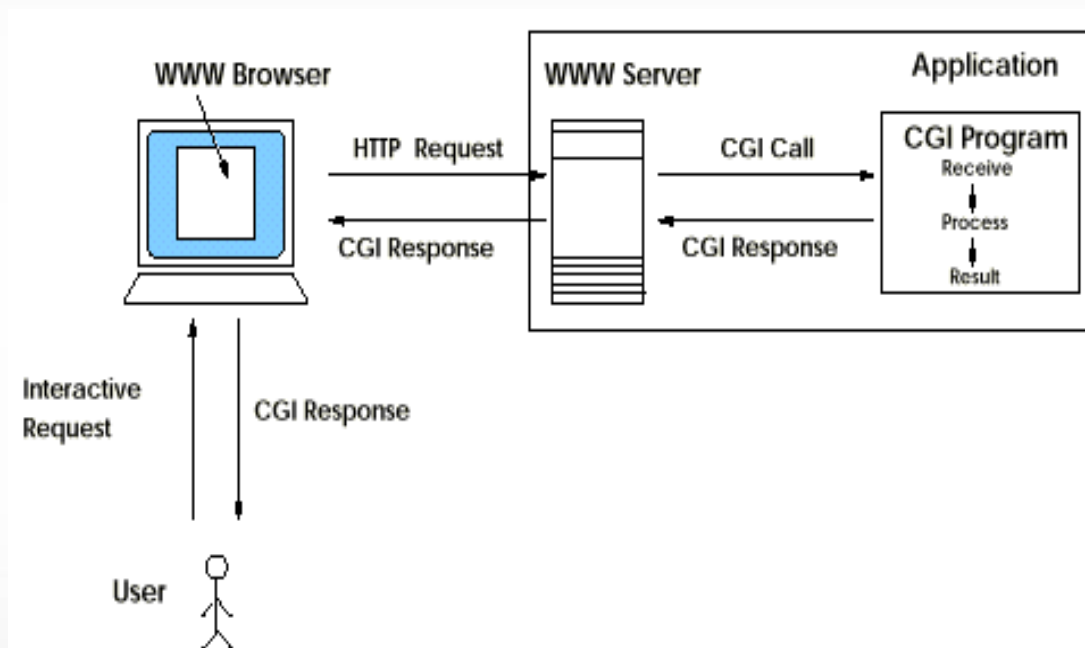 WWW Browser
WWW Server
Application
HTTP Request
CGI Response
CGI Call
CGI Response
CGI Program
Receive
Process
Result
Interactive
Request
CGI Response
User